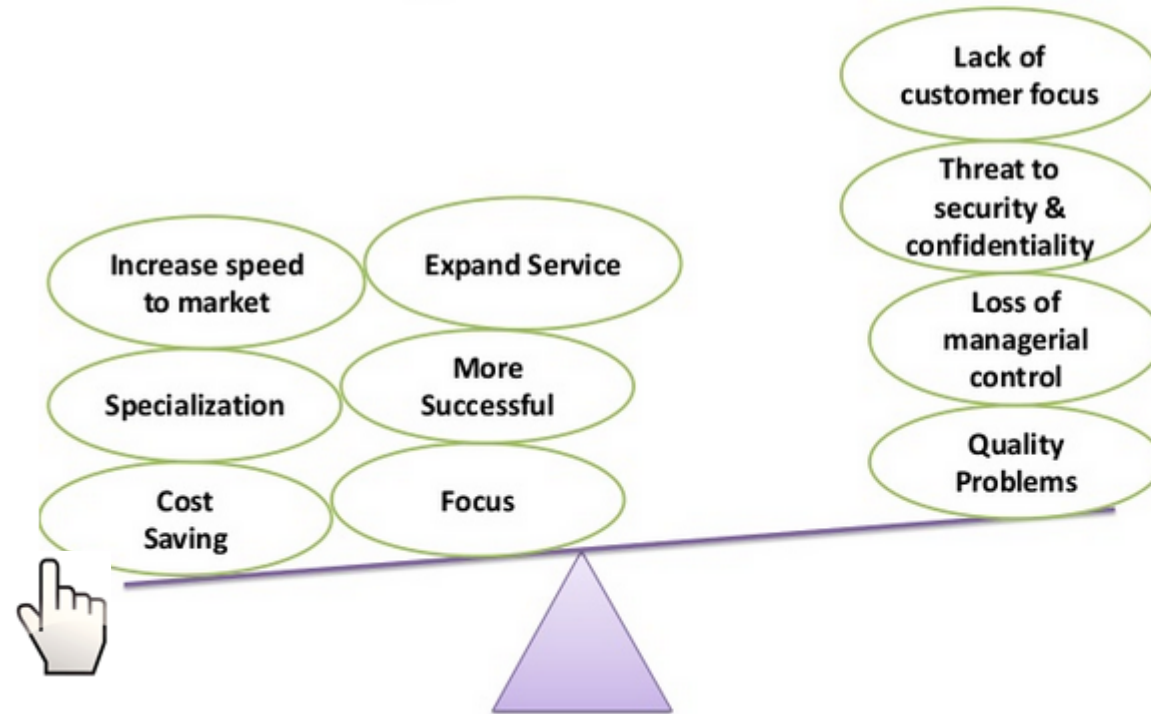 Increase speed
to market
Specialization
Cost
Saving
Expand Service
More
Successful
Focus
Lack of
customer focus
Threat to
security &
confidentiality
Loss of
managerial
control
Quality
Problems